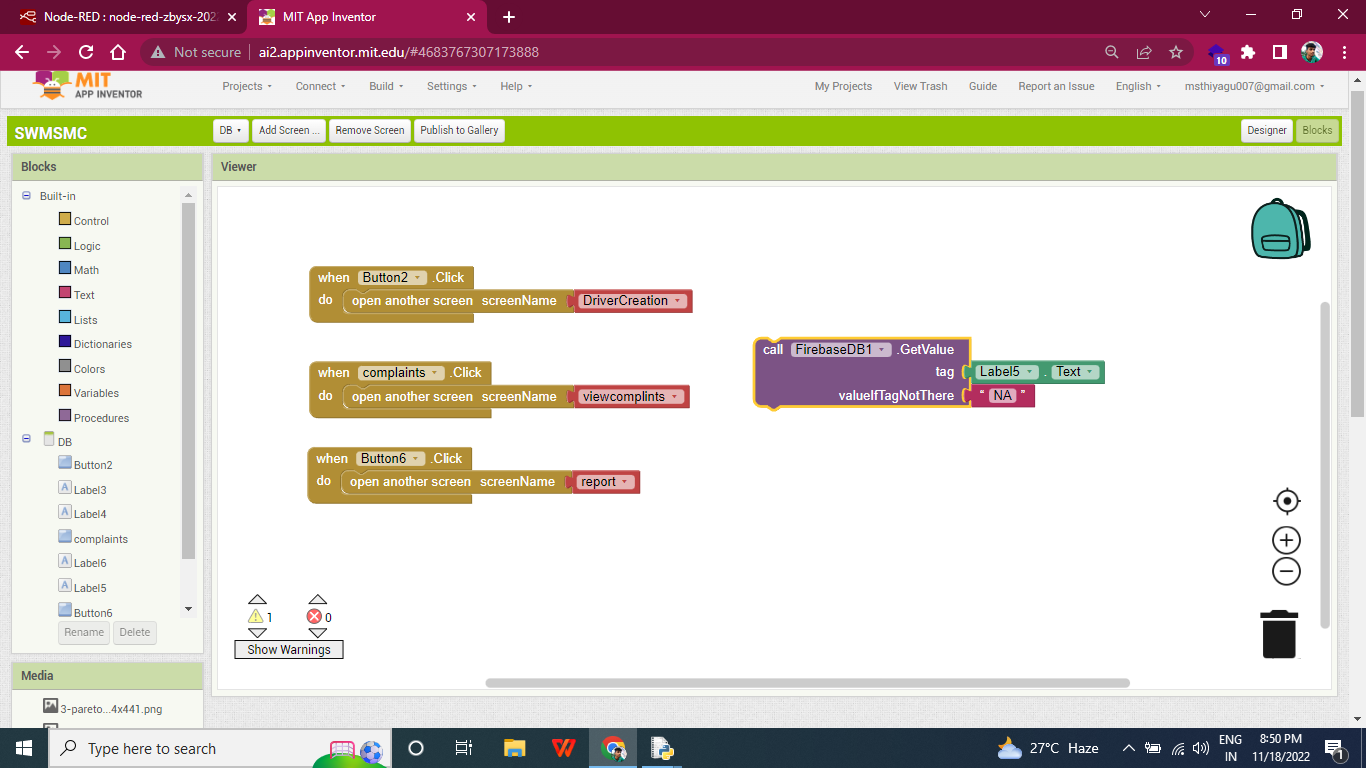 Node-RED : node-red-zbysx-202
MIT App Inventor
Not secure
ai2.appinventor.mit.edu/#4683767307173888
10
MIT
APP INVENTOR
Projects
Connect
Build
Settings
Help
My Projects
View Trash
Guide
Report an Issue
English
msthiyagu007@gmail.com
SWMSMC
DB
Add Screen ...
Remove Screen
Publish to Gallery
Designer
Blocks
Blocks
Built-in
Control
Logic
Math
Text
Lists
Dictionaries
Colors
Variables
Procedures
DB
Button2
Label3
Label4
complaints
Label6
Label5
Button6
Rename
Delete
Media
3-pareto...4x441.png
Viewer
when Button2 .Click
do open another screen screenName DriverCreation
when complaints .Click
do open another screen screenName viewcomplints
when Button6 .Click
do open another screen screenName report
call FirebaseDB1 .GetValue
tag Label5 . Text
valueIfTagNotThere " NA "
1
0
Show Warnings
Type here to search
27°C Haze
ENG
IN
8:50 PM
11/18/2022
1